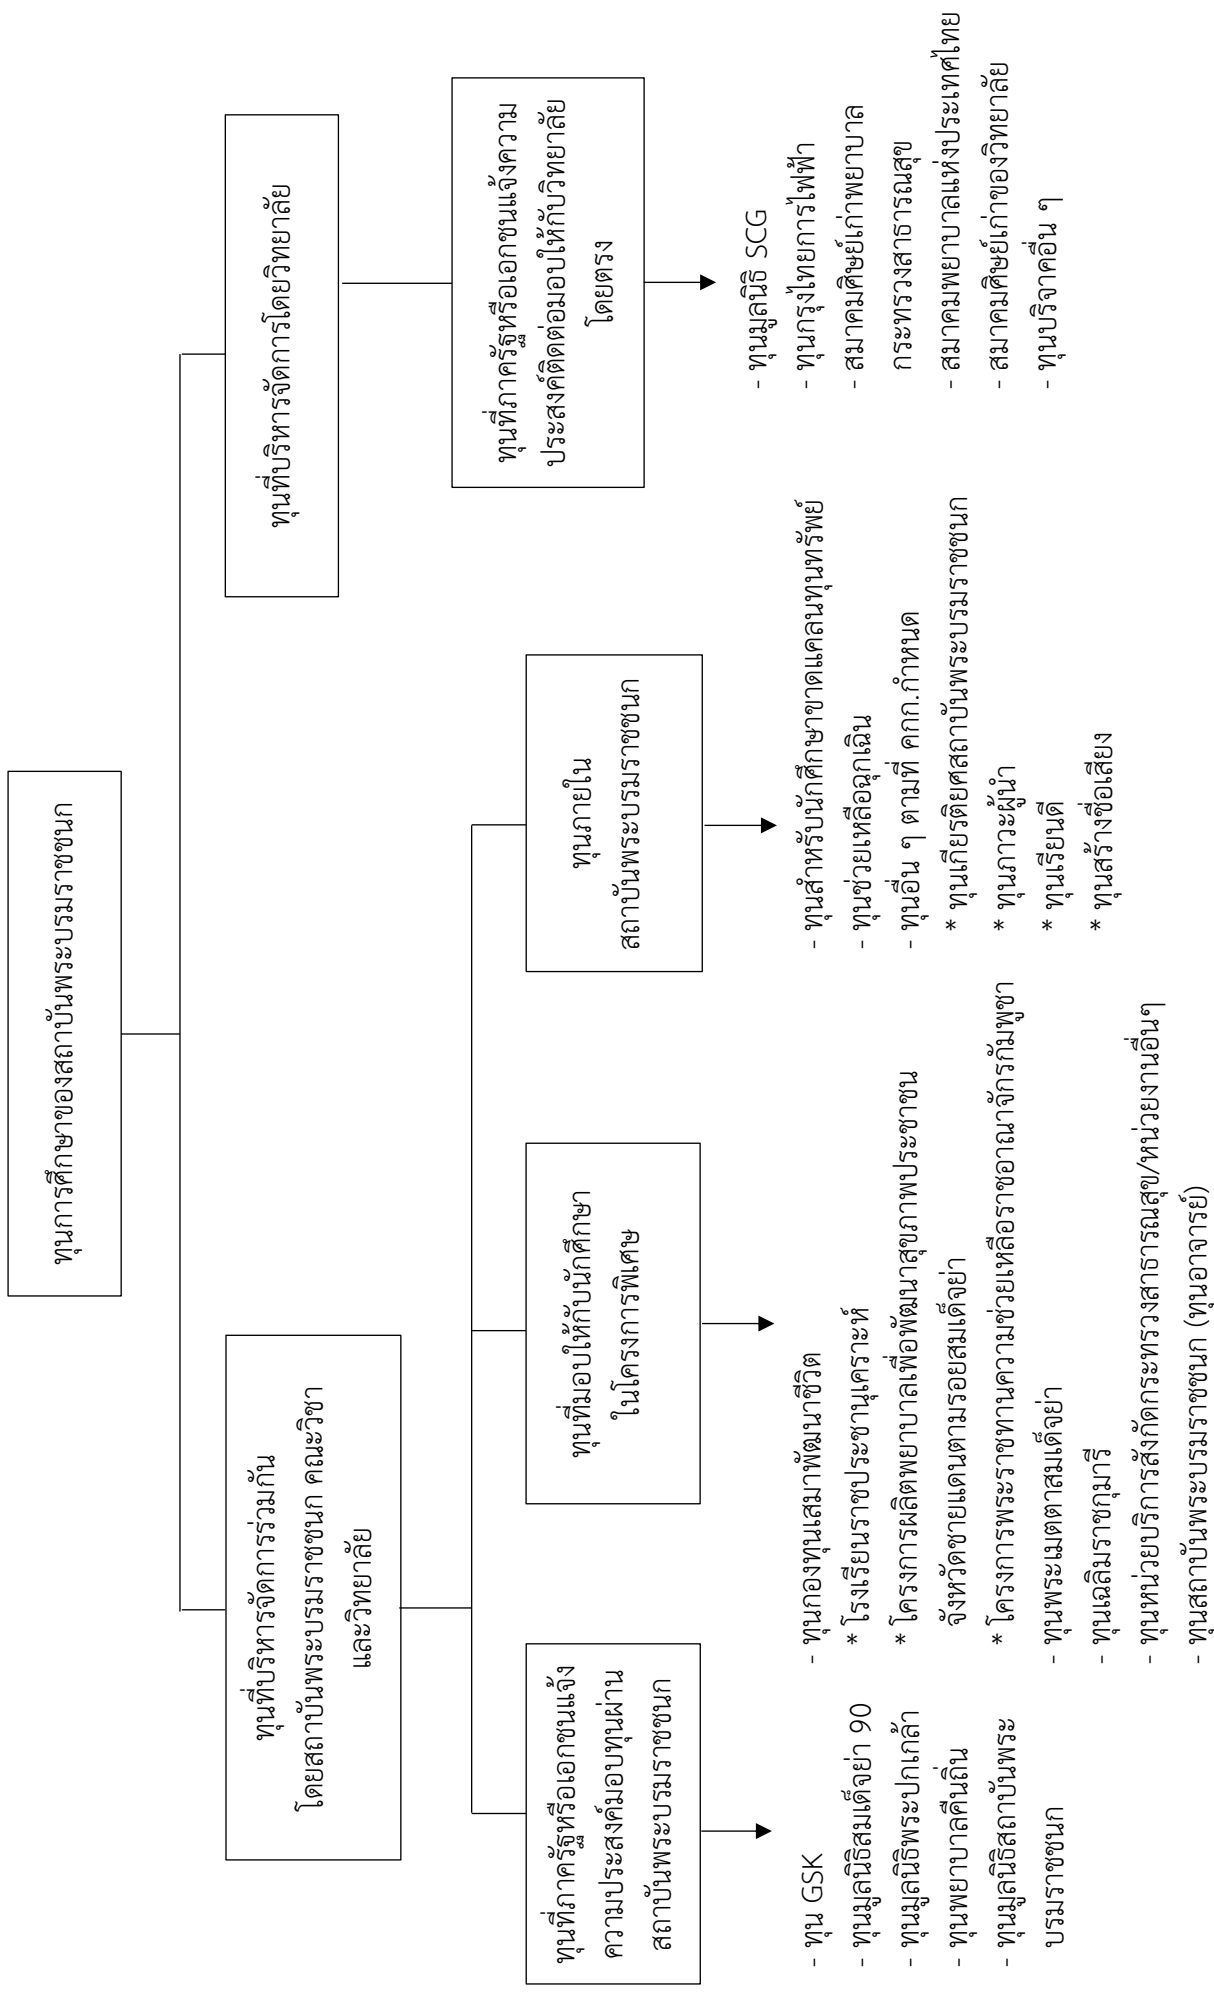 ทุนการศึกษาของสถาบันพระบรมราชชนก
ทุนที่บริหารจัดการร่วมกัน
โดยสถาบันพระบรมราชชนก คณะวิชา
และวิทยาลัย
ทุนที่บริหารจัดการโดยวิทยาลัย
ทุนที่ภาครัฐหรือเอกชนแจ้ง
ความประสงค์มอบทุนผ่าน
สถาบันพระบรมราชชนก
ทุนที่มอบให้กับนักศึกษา
ในโครงการพิเศษ
ทุนภายใน
สถาบันพระบรมราชชนก
ทุนที่ภาครัฐหรือเอกชนแจ้งความ
ประสงค์ติดต่อมอบให้กับวิทยาลัย
โดยตรง
- ทุน GSK
- ทุนมูลนิธิสมเด็จย่า 90
- ทุนมูลนิธิพระปกเกล้า
- ทุนพยาบาลคืนถิ่น
- ทุนมูลนิธิสถาบันพระ
บรมราชชนก
- ทุนกองทุนเสมาพัฒนาชีวิต
* โรงเรียนราชประชานุเคราะห์
* โครงการผลิตพยาบาลเพื่อพัฒนาสุขภาพประชาชน
จังหวัดชายแดนตามรอยสมเด็จย่า
* โครงการพระราชทานความช่วยเหลือราชอาณาจักรกัมพูชา
- ทุนพระเมตตาสมเด็จย่า
- ทุนเฉลิมราชกุมารี
- ทุนหน่วยบริการสังกัดกระทรวงสาธารณสุข/หน่วยงานอื่นๆ
- ทุนสถาบันพระบรมราชชนก (ทุนอาจารย์)
- ทุนสำหรับนักศึกษาขาดแคลนทุนทรัพย์
- ทุนช่วยเหลือฉุกเฉิน
- ทุนอื่น ๆ ตามที่ คกก.กำหนด
* ทุนเกียรติยศสถาบันพระบรมราชชนก
* ทุนภาวะผู้นำ
* ทุนเรียนดี
* ทุนสร้างชื่อเสียง
- ทุนมูลนิธิ SCG
- ทุนกรุงไทยการไฟฟ้า
- สมาคมศิษย์เก่าพยาบาล
กระทรวงสาธารณสุข
- สมาคมพยาบาลแห่งประเทศไทย
- สมาคมศิษย์เก่าของวิทยาลัย
- ทุนบริจาคอื่น ๆ